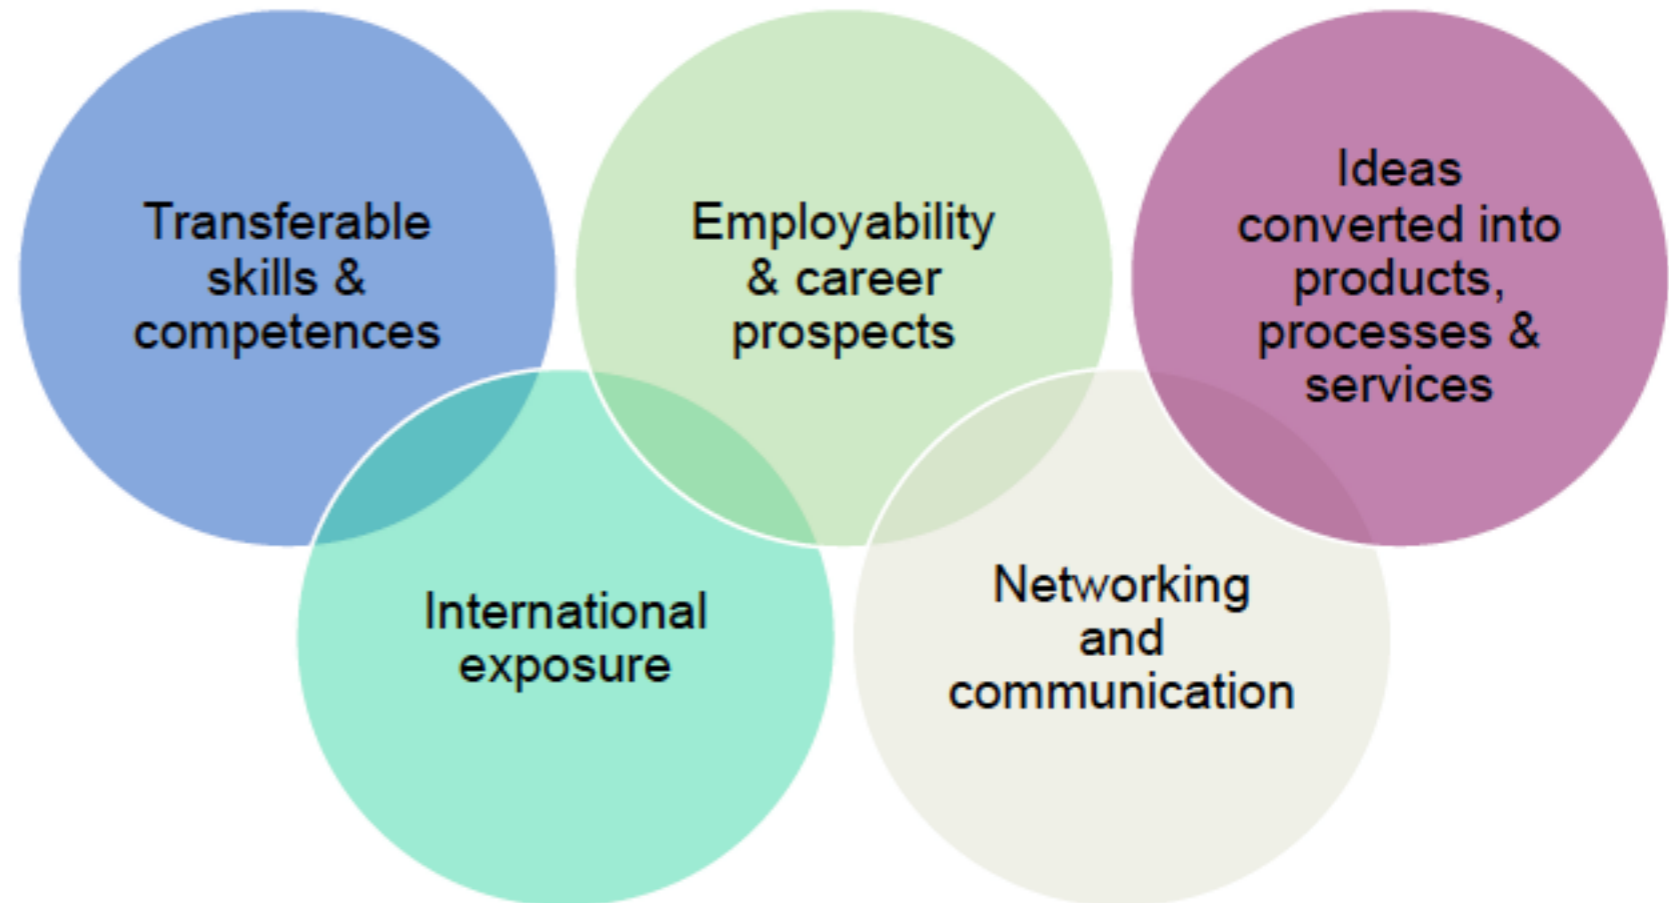 Transferable
skills &
competences
Employability
& career
prospects
Ideas
converted into
products,
processes &
services
International
exposure
Networking
and
communication